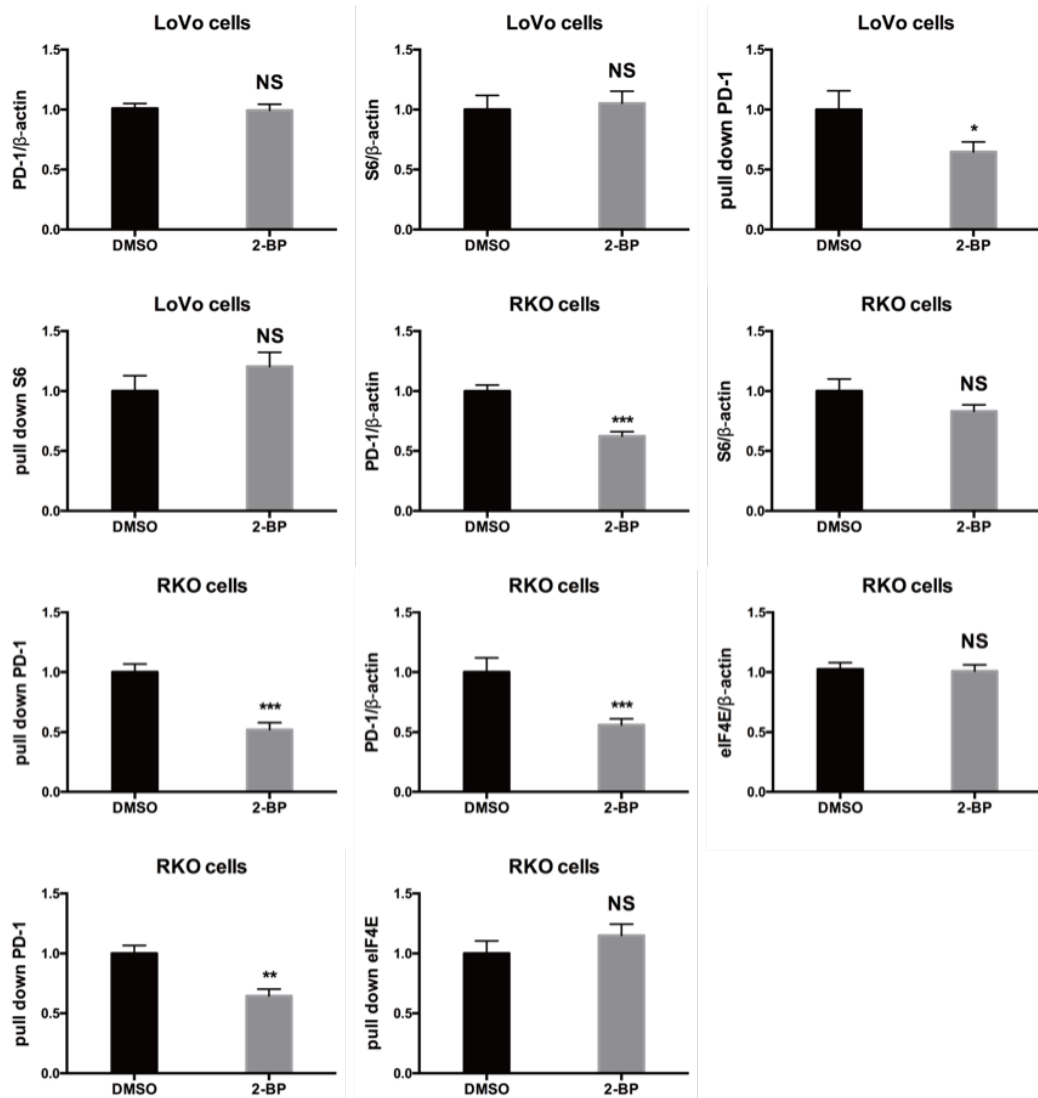 LoVo cells
PD-1/β-actin
1.5
1.0
0.5
0.0
NS
DMSO 2-BP
LoVo cells
S6/β-actin
1.5
1.0
0.5
0.0
NS
DMSO 2-BP
LoVo cells
pull down PD-1
1.5
1.0
0.5
0.0
*
DMSO 2-BP
LoVo cells
pull down S6
1.5
1.0
0.5
0.0
NS
DMSO 2-BP
RKO cells
PD-1/β-actin
1.5
1.0
0.5
0.0
***
DMSO 2-BP
RKO cells
S6/β-actin
1.5
1.0
0.5
0.0
NS
DMSO 2-BP
RKO cells
pull down PD-1
1.5
1.0
0.5
0.0
***
DMSO 2-BP
RKO cells
PD-1/β-actin
1.5
1.0
0.5
0.0
***
DMSO 2-BP
RKO cells
eIF4E/β-actin
1.5
1.0
0.5
0.0
NS
DMSO 2-BP
RKO cells
pull down PD-1
1.5
1.0
0.5
0.0
**
DMSO 2-BP
RKO cells
pull down eIF4E
1.5
1.0
0.5
0.0
NS
DMSO 2-BP